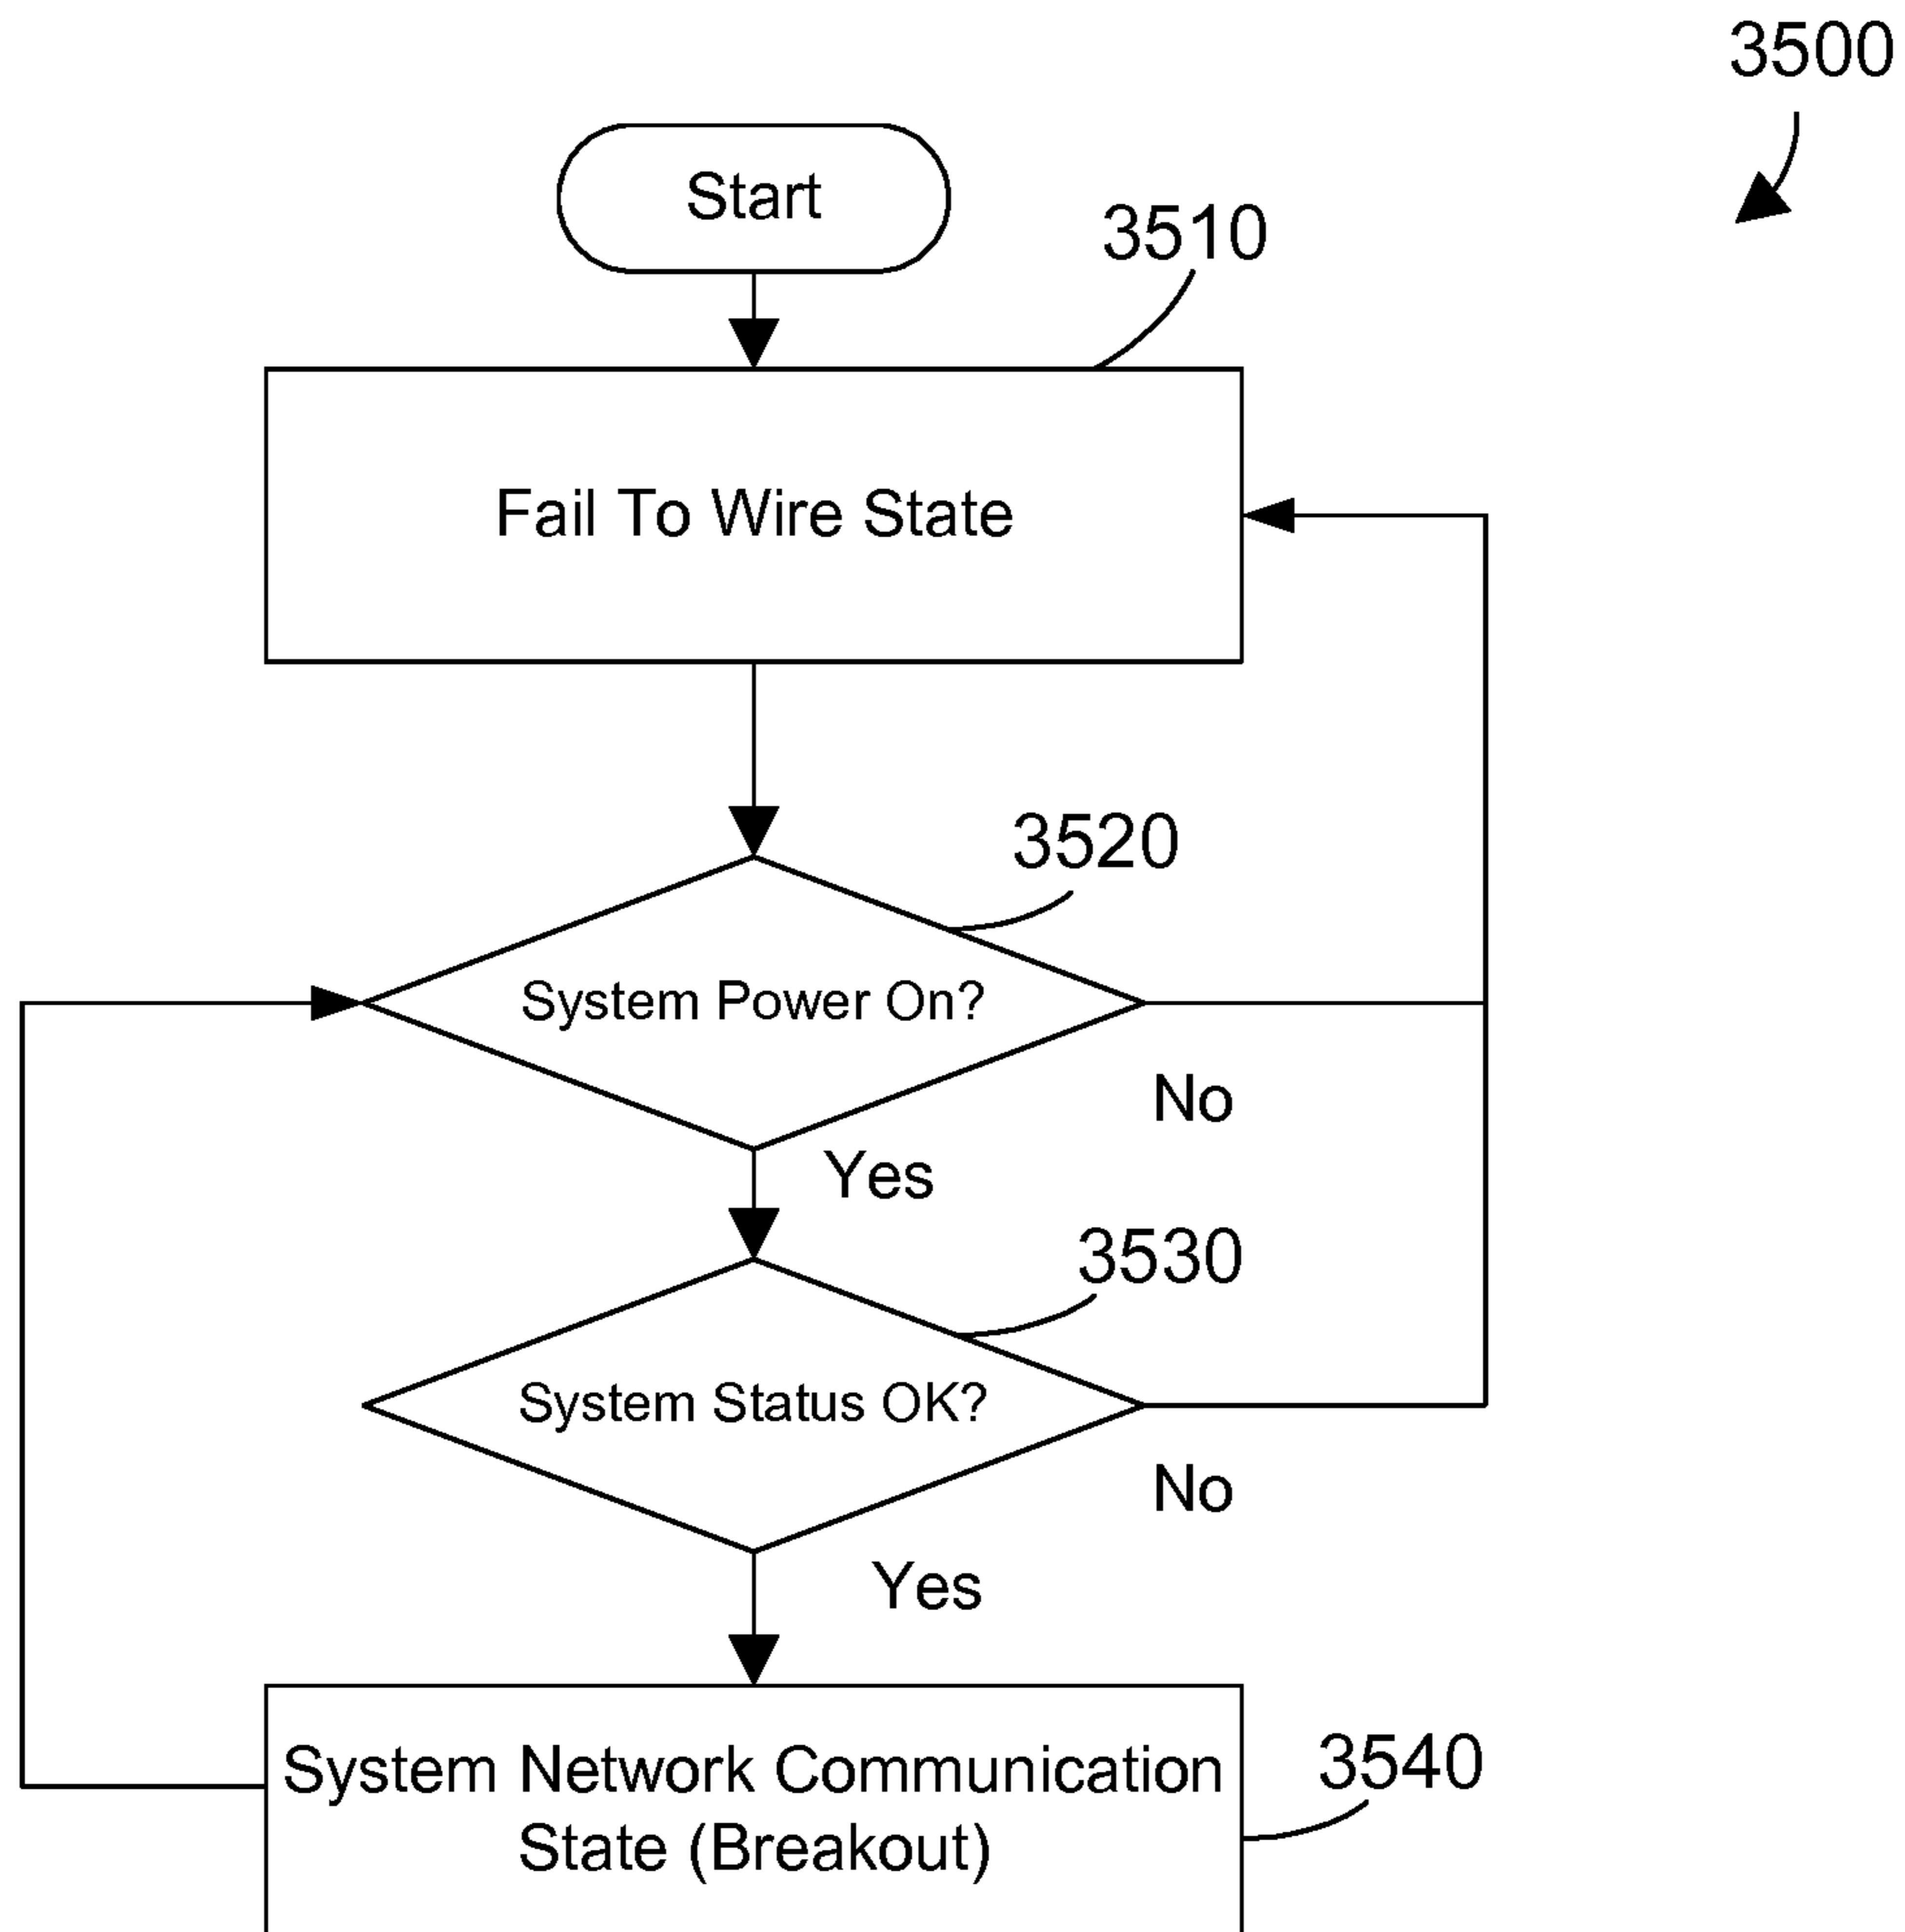 3500
Start
3510
Fail To Wire State
3520
System Power On?
No
Yes
3530
System Status OK?
No
Yes
System Network Communication
State (Breakout)
3540